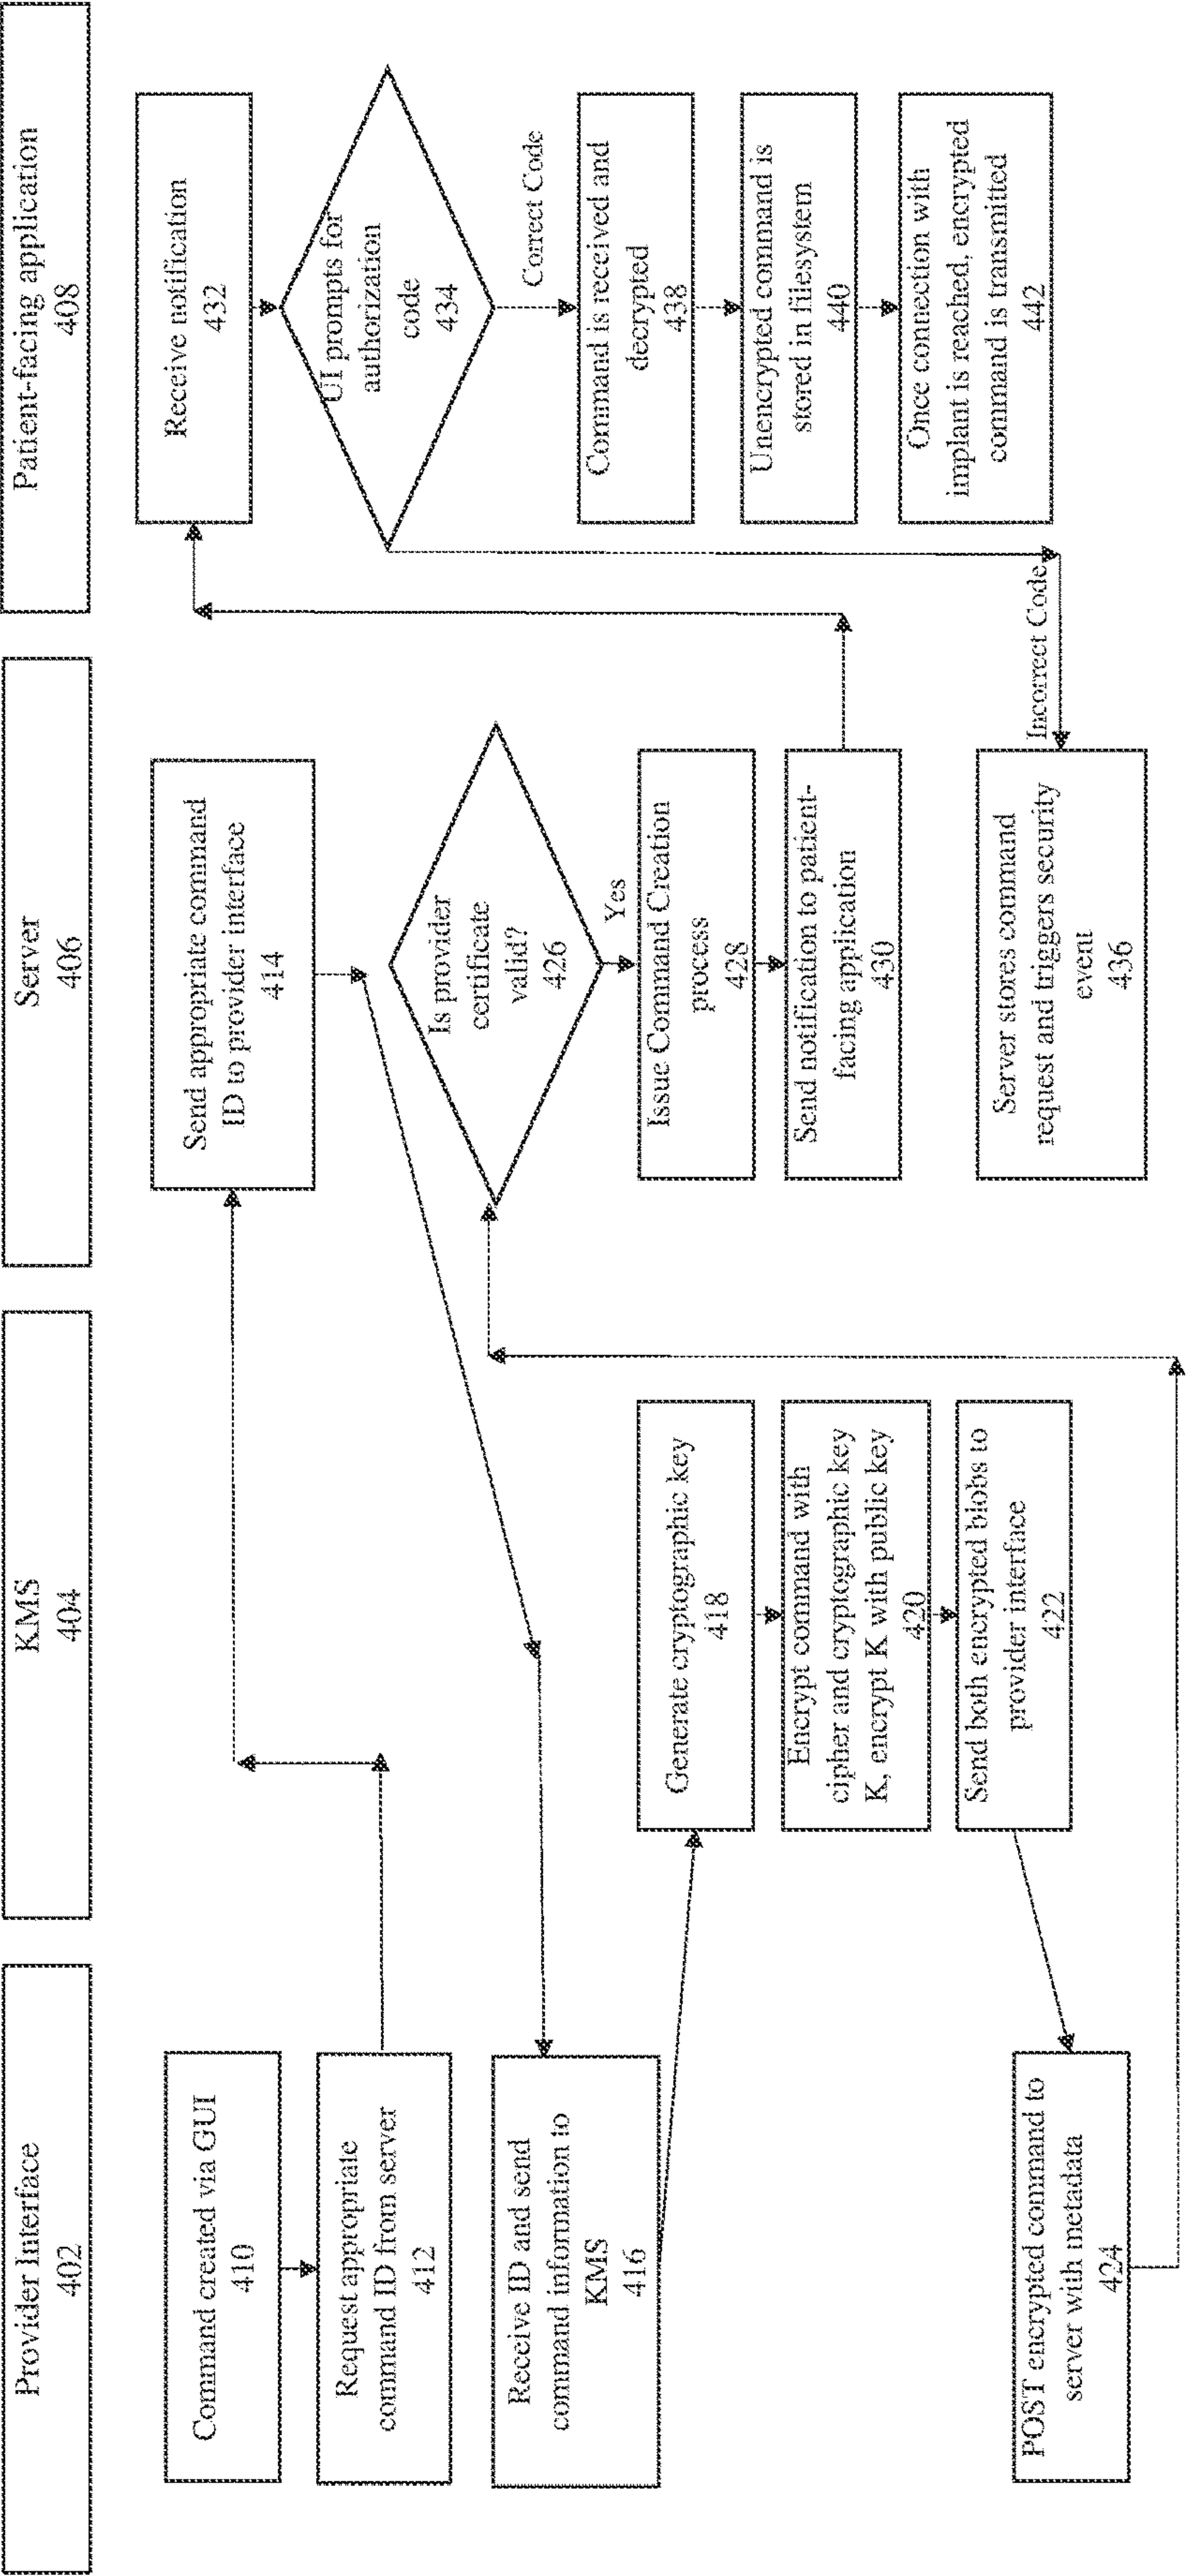 Provider Interface
402
KMS
404
Server
406
Patient-facing application
408
Command created via GUI
410
Request appropriate
command ID from server
412
Send appropriate command
ID to provider interface
414
Receive ID and send
command information to
KMS
416
Generate cryptographic key
418
Encrypt command with
cipher and cryptographic key
K, encrypt K with public key
420
Send both encrypted blobs to
provider interface
422
POST encrypted command to
server with metadata
424
Is provider
certificate
valid?
426
Yes
Issue Command Creation
process
428
Send notification to patient-
facing application
430
Receive notification
432
UI prompts for
authorization
code
434
Incorrect Code
Server stores command
request and triggers security
event
436
Correct Code
Command is received and
decrypted
438
Unencrypted command is
stored in filesystem
440
Once connection with
implant is reached, encrypted
command is transmitted
442